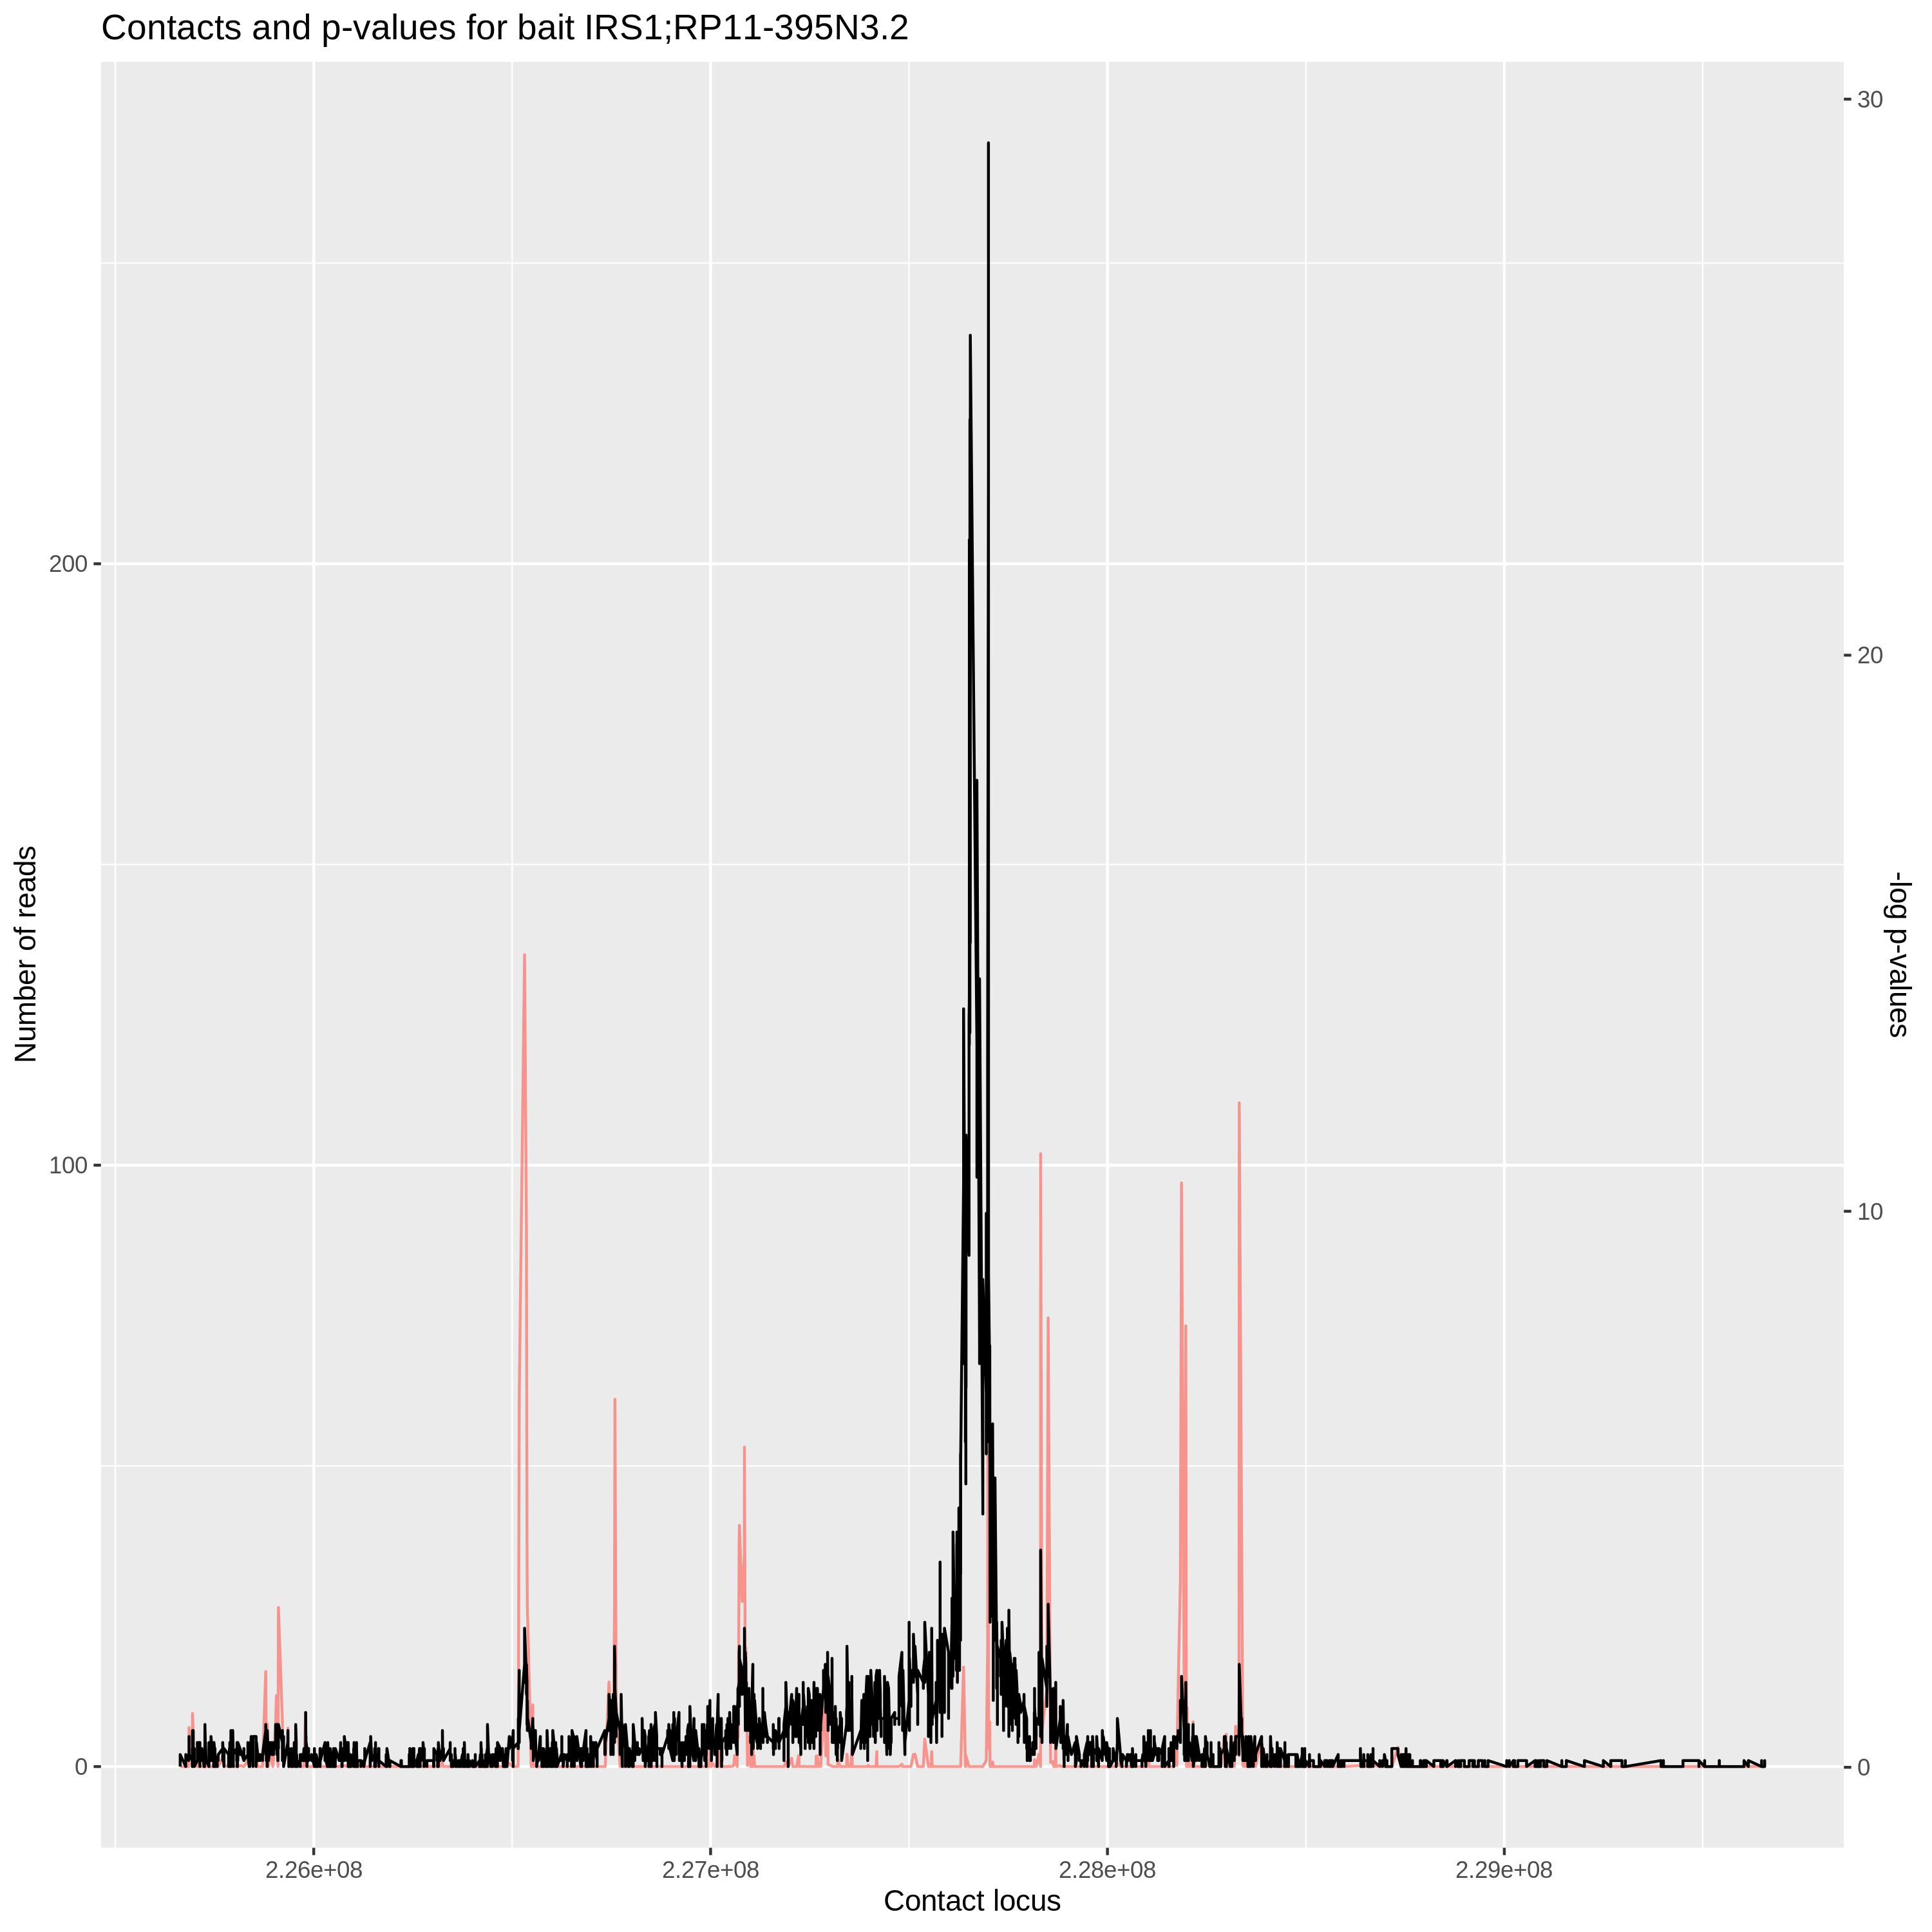 Contacts and p-values for bait IRS1;RP11-395N3.2
30
200
20
Number of reads
-log p-values
100
10
0
0
2.26e+08
2.27e+08
2.28e+08
2.29e+08
Contact locus